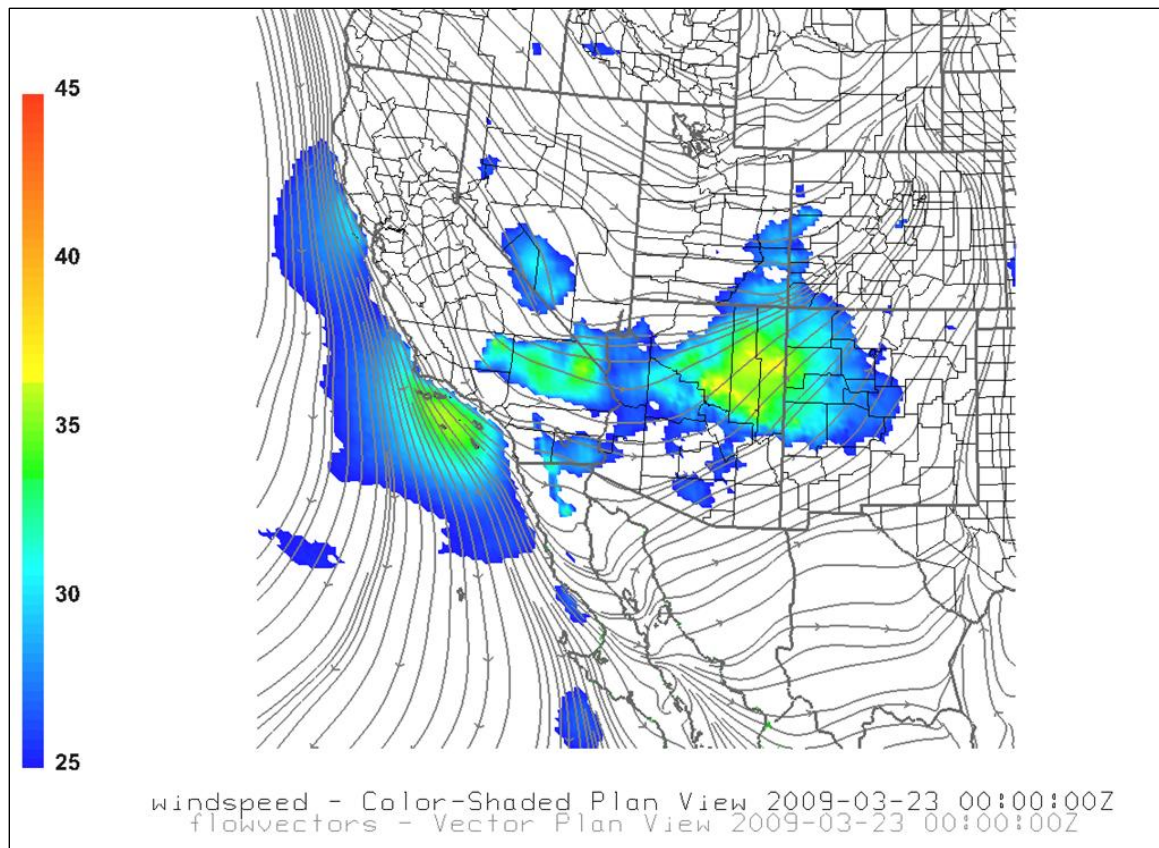 45
40
35
30
25
windspeed - Color-Shaded Plan View 2009-03-23 00:00:00Z
flowvectors - Vector Plan View 2009-03-23 00:00:00Z